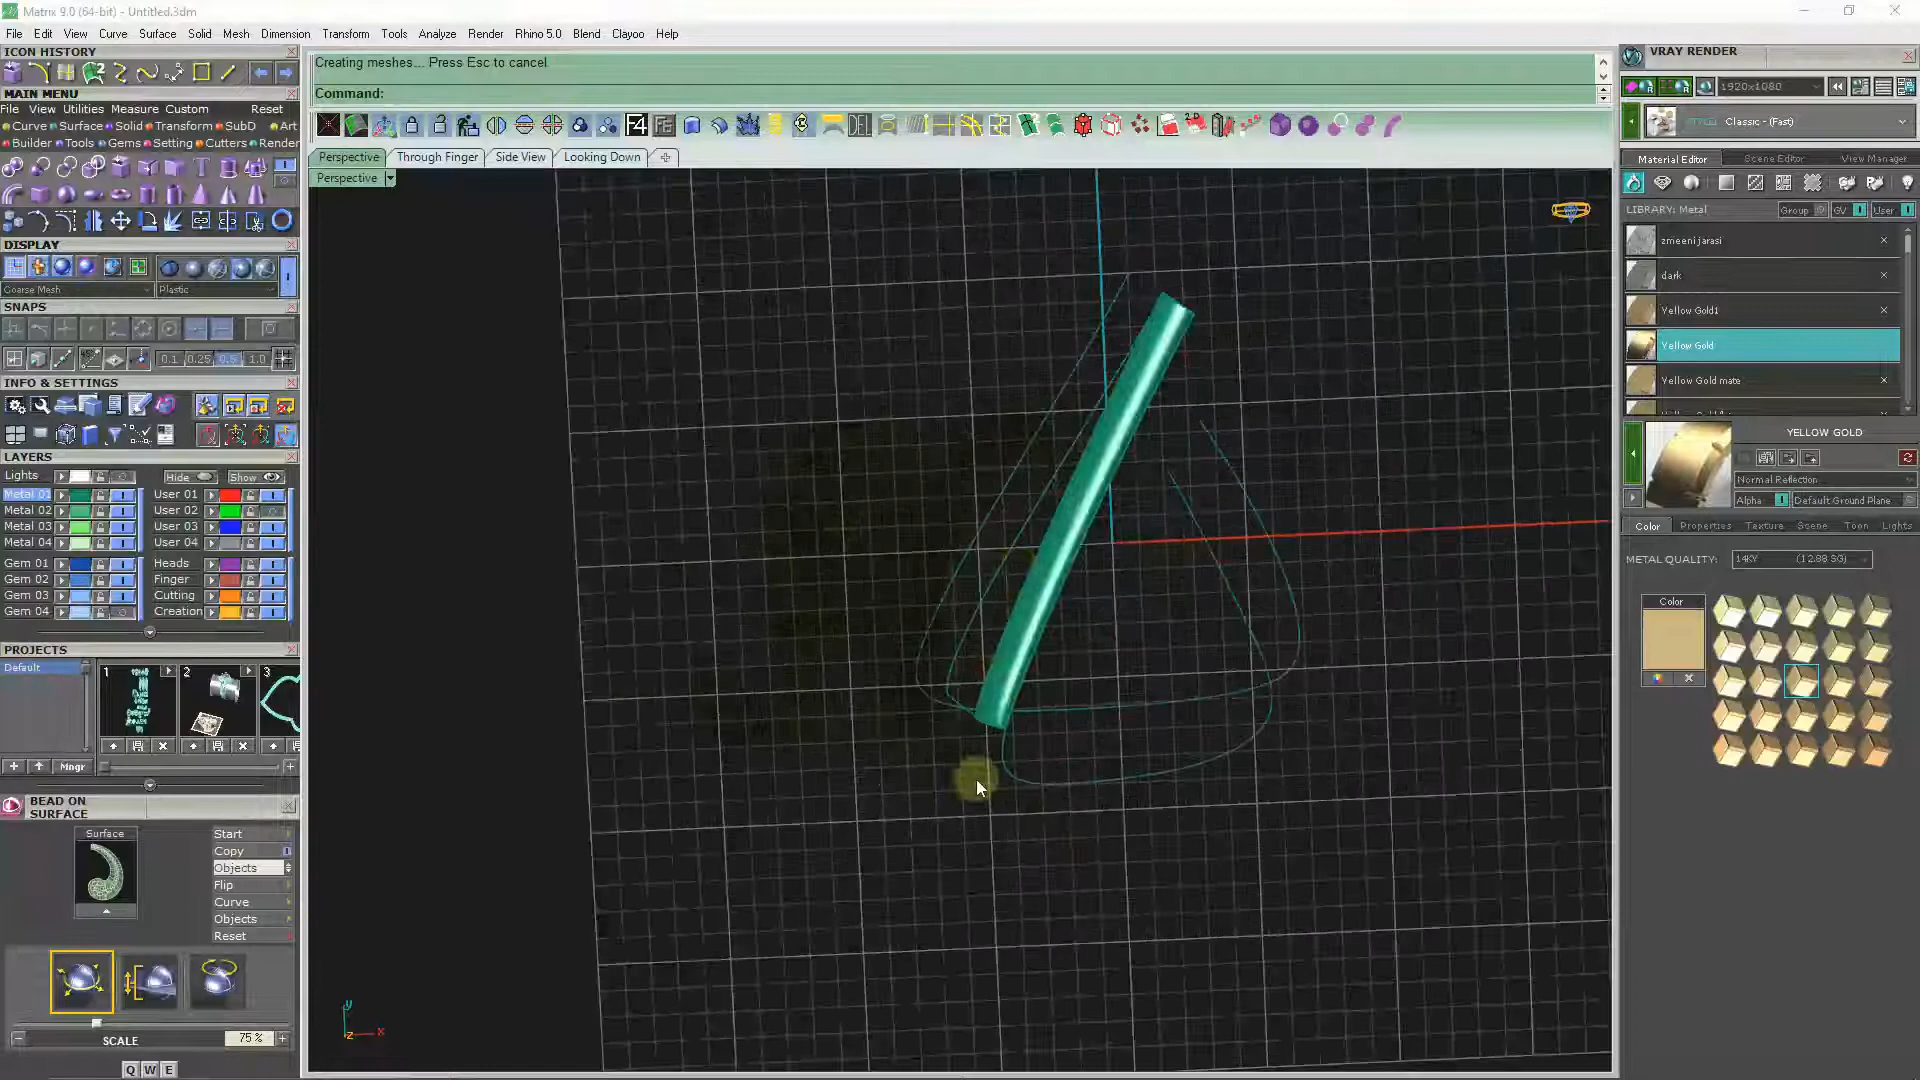 Matrix 9.0 (64-bit) - Untitled.3dm
File Edit View Curve Surface Solid Mesh Dimension Transform Tools Analyze Render Rhino 5.0 Blend Clayoo Help
ICON HISTORY
MAIN MENU
File View Utilities Measure Custom Reset
Curve Surface Solid Transform SubD Art
Builder Tools Gems Setting Cutters Render
DISPLAY
Coarse Mesh Plastic
SNAPS
0.1 0.25 0.5 1.0
INFO & SETTINGS
LAYERS
Lights Hide Show
Metal 01 User 01
Metal 02 User 02
Metal 03 User 03
Metal 04 User 04
Gem 01 Heads
Gem 02 Finger
Gem 03 Cutting
Gem 04 Creation
PROJECTS
Default 1 2 3
Mngr
BEAD ON
SURFACE
Surface
Start
Copy
Objects
Flip
Curve
Objects
Reset
SCALE 75 %
Q W E
Creating meshes... Press Esc to cancel
Command:
F4
DEL
2D
Perspective Through Finger Side View Looking Down
Perspective
y
z x
VRAY RENDER
1920x1080
Classic - (Fast)
Material Editor Scene Editor View Manager
LIBRARY: Metal Group GV User
zmeeni jarasi
dark
Yellow Gold1
Yellow Gold
Yellow Gold mate
YELLOW GOLD
Normal Reflection
Alpha Default Ground Plane
Color Properties Texture Scene Toon Lights
METAL QUALITY: 14KY (12.88 SG)
Color